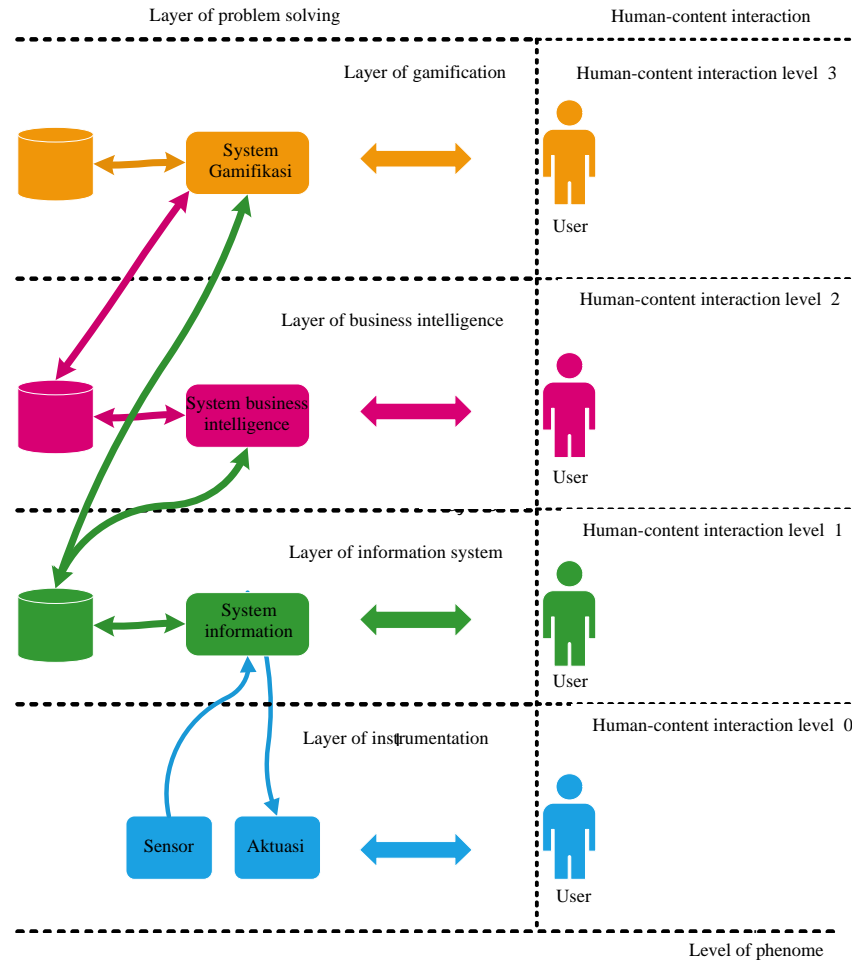 Layer of problem solving
Human-content interaction
Layer of gamification
Human-content interaction level 3
System
Gamifikasi
User
Layer of business intelligence
Human-content interaction level 2
System business
intelligence
User
Layer of information system
Human-content interaction level 1
System
information
User
Layer of instrumentation
Human-content interaction level 0
Sensor
Aktuasi
User
Level of phenome